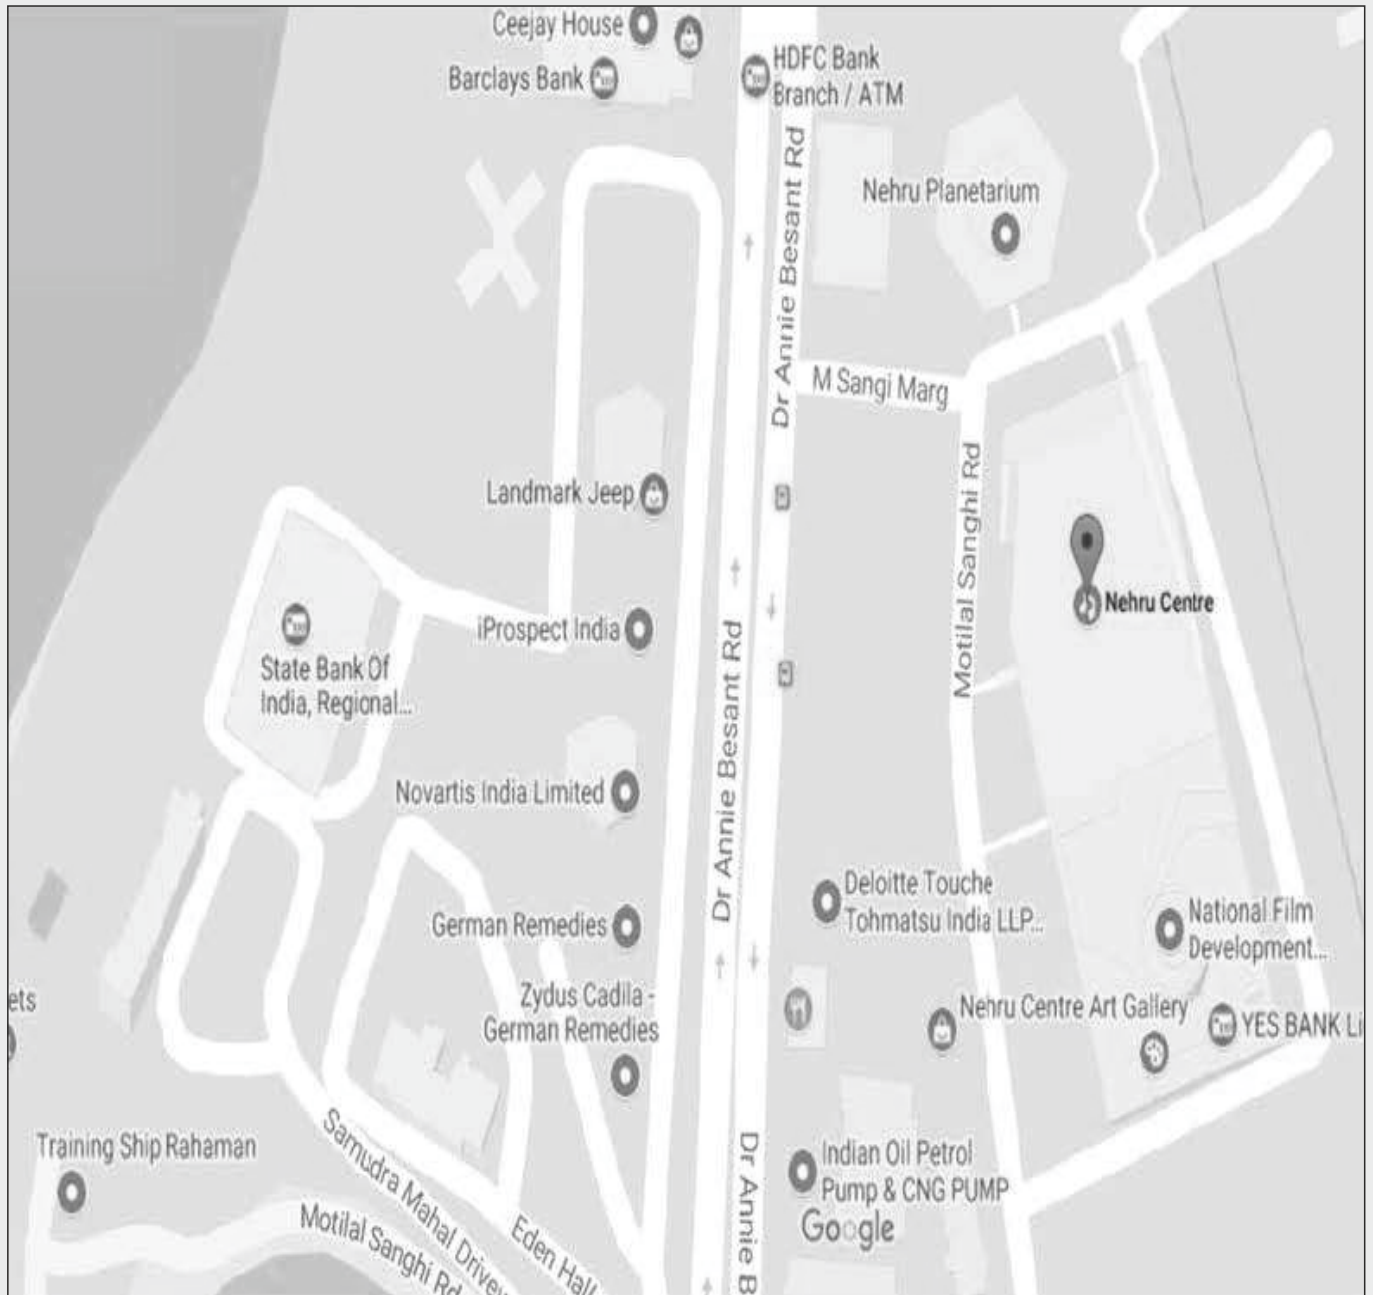 Ceejay House
Barclays Bank
HDFC Bank
Branch / ATM
Dr Annie Besant Rd
Nehru Planetarium
M Sangi Marg
Motilal Sanghi Rd
Landmark Jeep
Nehru Centre
iProspect India
State Bank Of
India, Regional...
Dr Annie Besant Rd
Novartis India Limited
Deloitte Touche
Tohmatsu India LLP...
National Film
Development...
German Remedies
Zydus Cadila -
German Remedies
Nehru Centre Art Gallery
YES BANK Li
ets
Training Ship Rahaman
Samudra Mahal Drivew
Motilal Sanghi Rd
Eden Hall
Dr Annie B
Indian Oil Petrol
Pump & CNG PUMP
Google